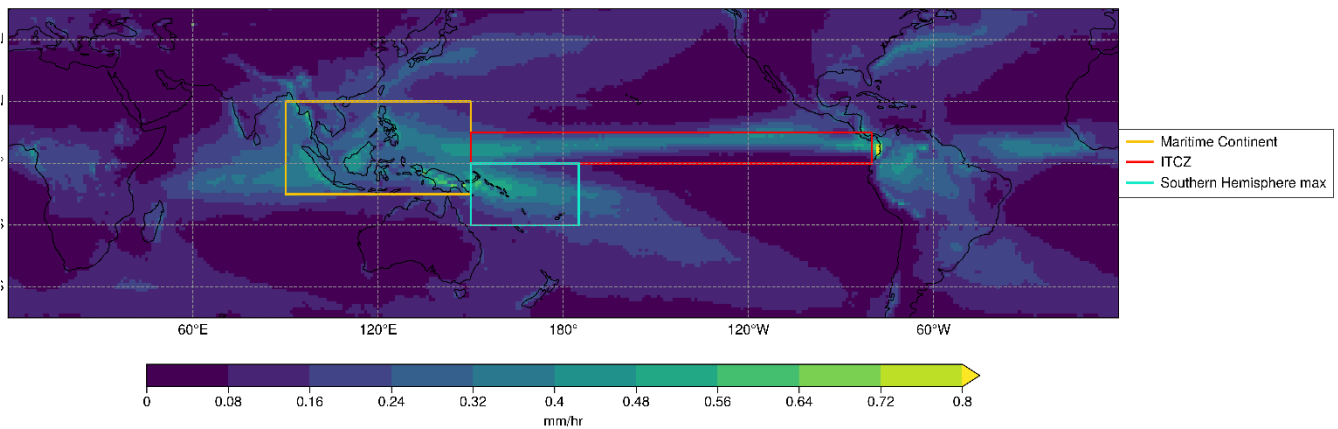 N
N
°
S
S
60°E 120°E 180° 120°W 60°W
Maritime Continent
ITCZ
Southern Hemisphere max
0 0.08 0.16 0.24 0.32 0.4 0.48 0.56 0.64 0.72 0.8
mm/hr